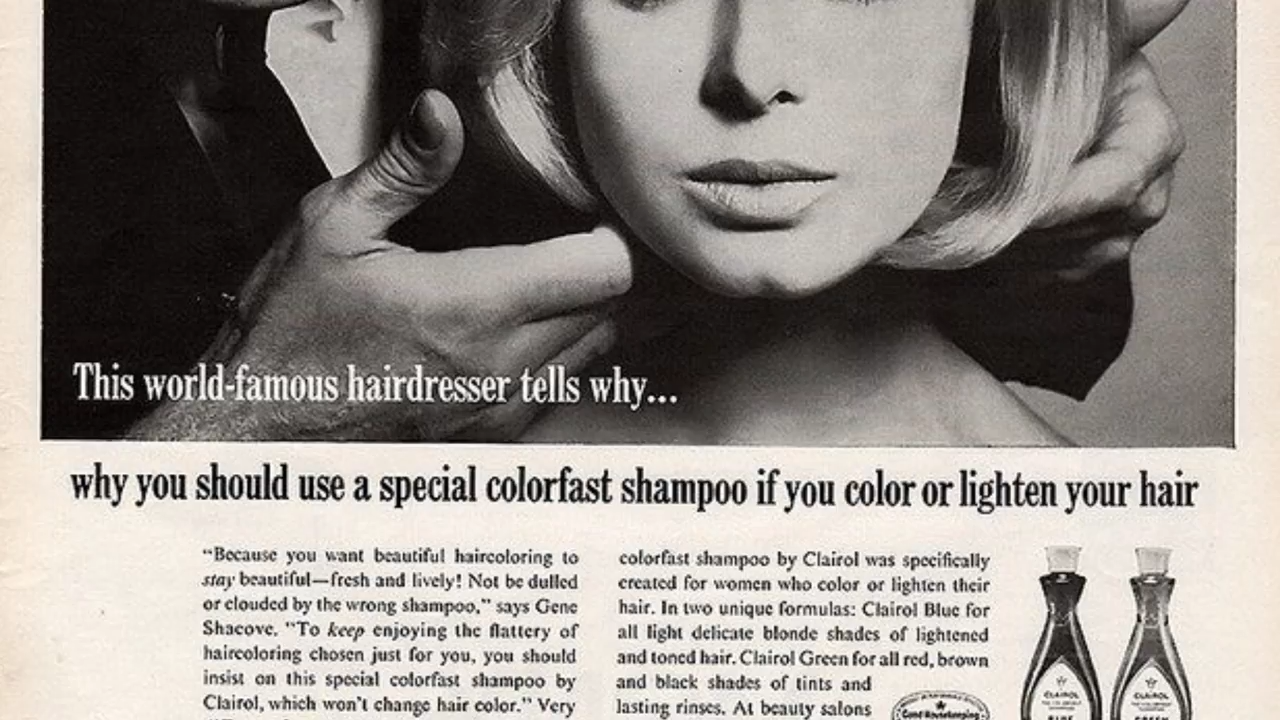 This world-famous hairdresser tells why...
why you should use a special colorfast shampoo if you color or lighten your hair
“Because you want beautiful haircoloring to
stay beautiful—fresh and lively! Not be dulled
or clouded by the wrong shampoo,” says Gene
Shacove. “To keep enjoying the flattery of
haircoloring chosen just for you, you should
insist on this special colorfast shampoo by
Clairol, which won’t change hair color.” Very
colorfast shampoo by Clairol was specifically
created for women who color or lighten their
hair. In two unique formulas: Clairol Blue for
all light delicate blonde shades of lightened
and toned hair. Clairol Green for all red, brown
and black shades of tints and
lasting rinses. At beauty salons
Good Housekeeping
CLAIROL
BLUE
CLAIROL
GREEN